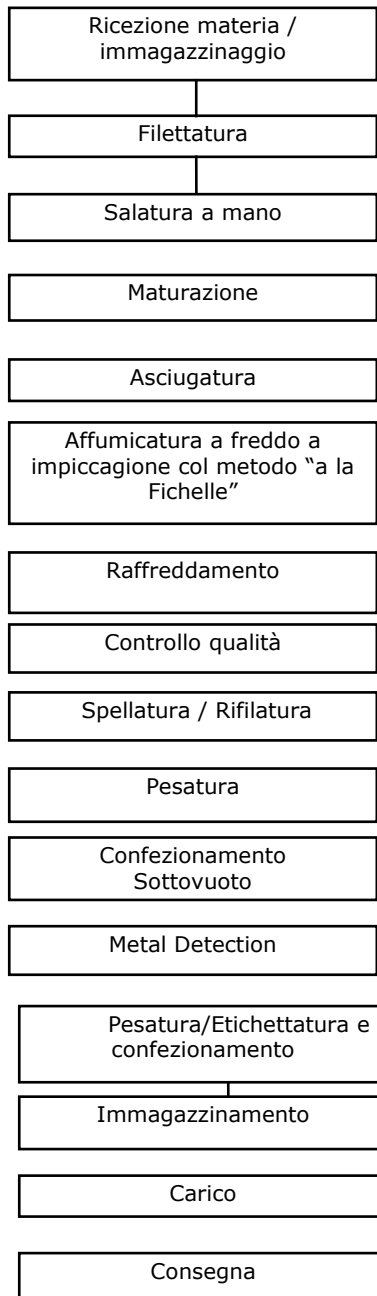 Ricezione materia /
immagazzinaggio
Filettatura
Salatura a mano
Maturazione
Asciugatura
Affumicatura a freddo a
impiccagione col metodo “a la
Fichelle”
Raffreddamento
Controllo qualità
Spellatura / Rifilatura
Pesatura
Confezionamento
Sottovuoto
Metal Detection
Pesatura/Etichettatura e
confezionamento
Immagazzinamento
Carico
Consegna